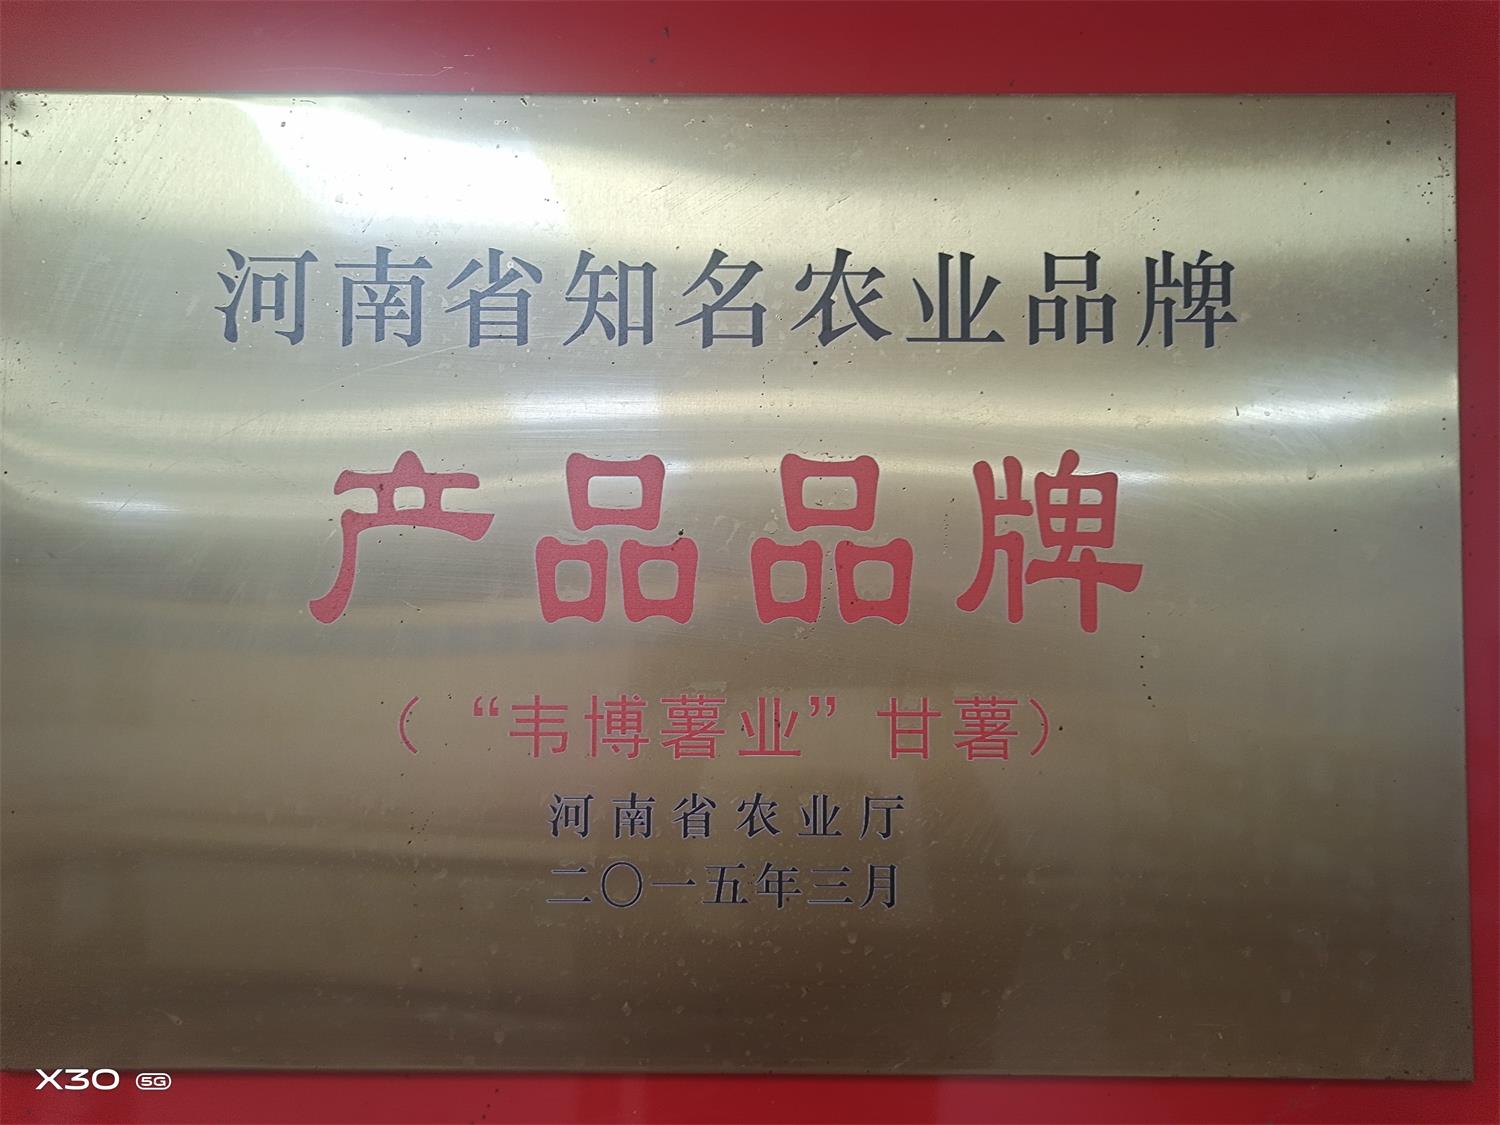 河南省知名农业品牌
产品品牌
（“韦博薯业”甘薯）
河南省农业厅
二〇一五年三月
X30 5G